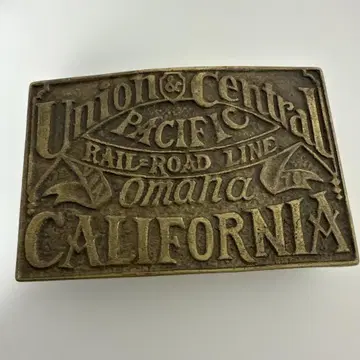 Union & Central
PACIFIC
RAIL=ROAD LINE
Omaha
CALIFORNIA